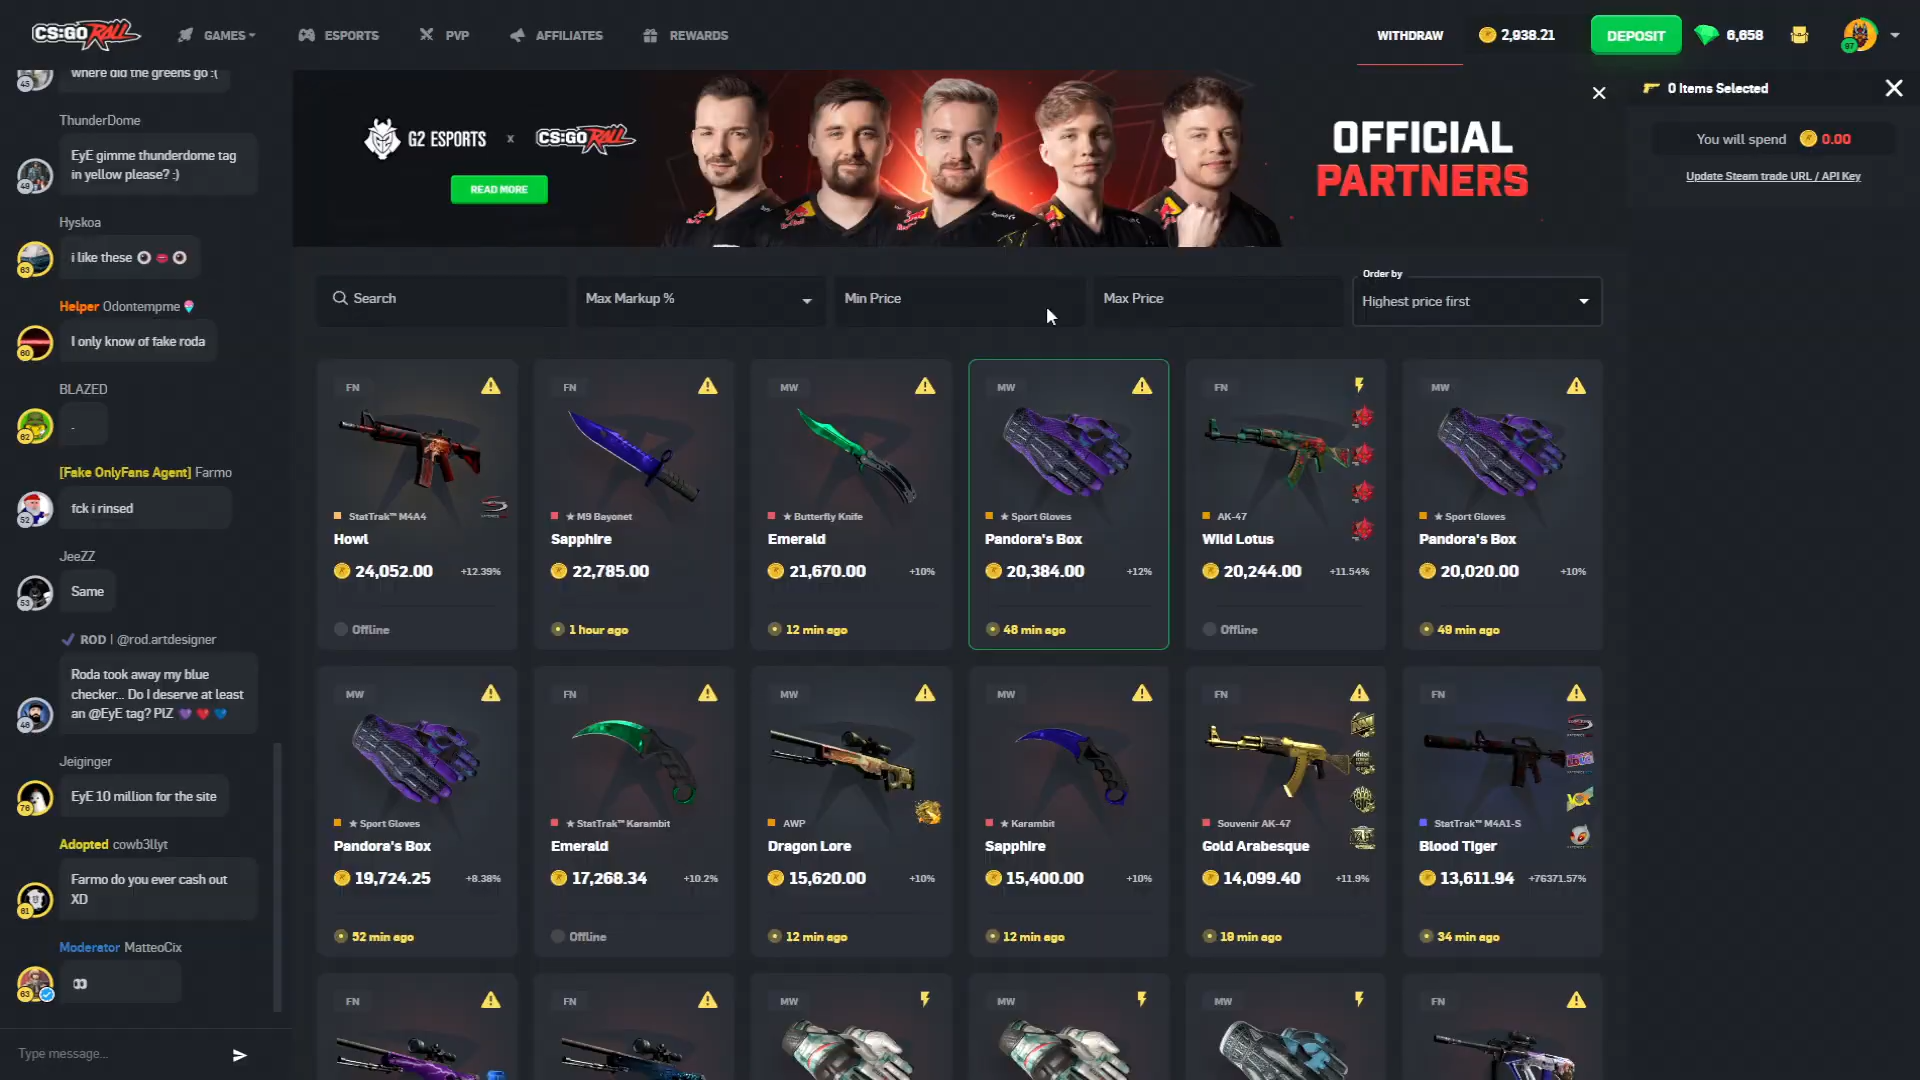 CS:GO ROLL
GAMES
ESPORTS
PVP
AFFILIATES
REWARDS
WITHDRAW
2,938.21
DEPOSIT
6,658
97
where did the greens go :(
43
ThunderDome
EyE gimme thunderdome tag
in yellow please? :)
49
Hyskoa
i like these
63
Helper Odontempme
I only know of fake roda
60
BLAZED
.
62
[Fake OnlyFans Agent] Farmo
fck i rinsed
52
JeeZZ
Same
53
ROD | @rod.artdesigner
Roda took away my blue
checker... Do I deserve at least
an @EyE tag? PlZ
46
Jeiginger
EyE 10 million for the site
76
Adopted cowb3llyt
Farmo do you ever cash out
XD
81
Moderator MatteoCix
63
Type message...
G2 ESPORTS x CS:GO ROLL
READ MORE
OFFICIAL
PARTNERS
0 Items Selected
You will spend 0.00
Update Steam trade URL / API Key
Search
Max Markup %
Min Price
Max Price
Order by
Highest price first
FN
StatTrak™ M4A4
Howl
24,052.00 +12.39%
Offline
FN
★ M9 Bayonet
Sapphire
22,785.00
1 hour ago
MW
★ Butterfly Knife
Emerald
21,670.00 +10%
12 min ago
MW
★ Sport Gloves
Pandora's Box
20,384.00 +12%
48 min ago
FN
AK-47
Wild Lotus
20,244.00 +11.54%
Offline
MW
★ Sport Gloves
Pandora's Box
20,020.00 +10%
49 min ago
MW
★ Sport Gloves
Pandora's Box
19,724.25 +8.38%
52 min ago
FN
★ StatTrak™ Karambit
Emerald
17,268.34 +10.2%
Offline
MW
AWP
Dragon Lore
15,620.00 +10%
12 min ago
MW
★ Karambit
Sapphire
15,400.00 +10%
12 min ago
FN
Souvenir AK-47
Gold Arabesque
14,099.40 +11.9%
19 min ago
FN
StatTrak™ M4A1-S
Blood Tiger
13,611.94 +76371.57%
34 min ago
FN
FN
MW
MW
MW
FN